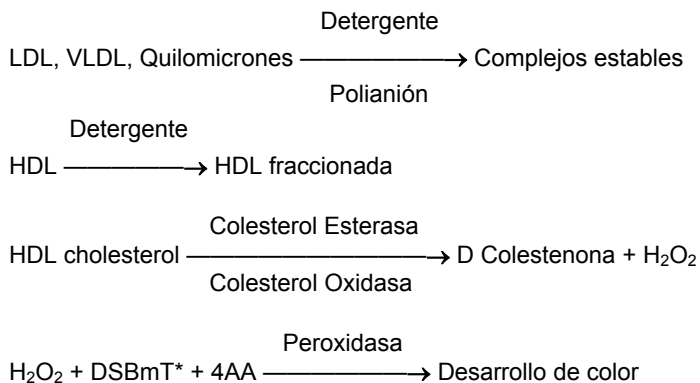 Detergente
LDL, VLDL, Quilomicrones ———————→ Complejos estables
Polianión
Detergente
HDL —————→ HDL fraccionada
Colesterol Esterasa
HDL cholesterol ——————————→ D Colestenona + H₂O₂
Colesterol Oxidasa
Peroxidasa
H₂O₂ + DSBmT* + 4AA ———————→ Desarrollo de color